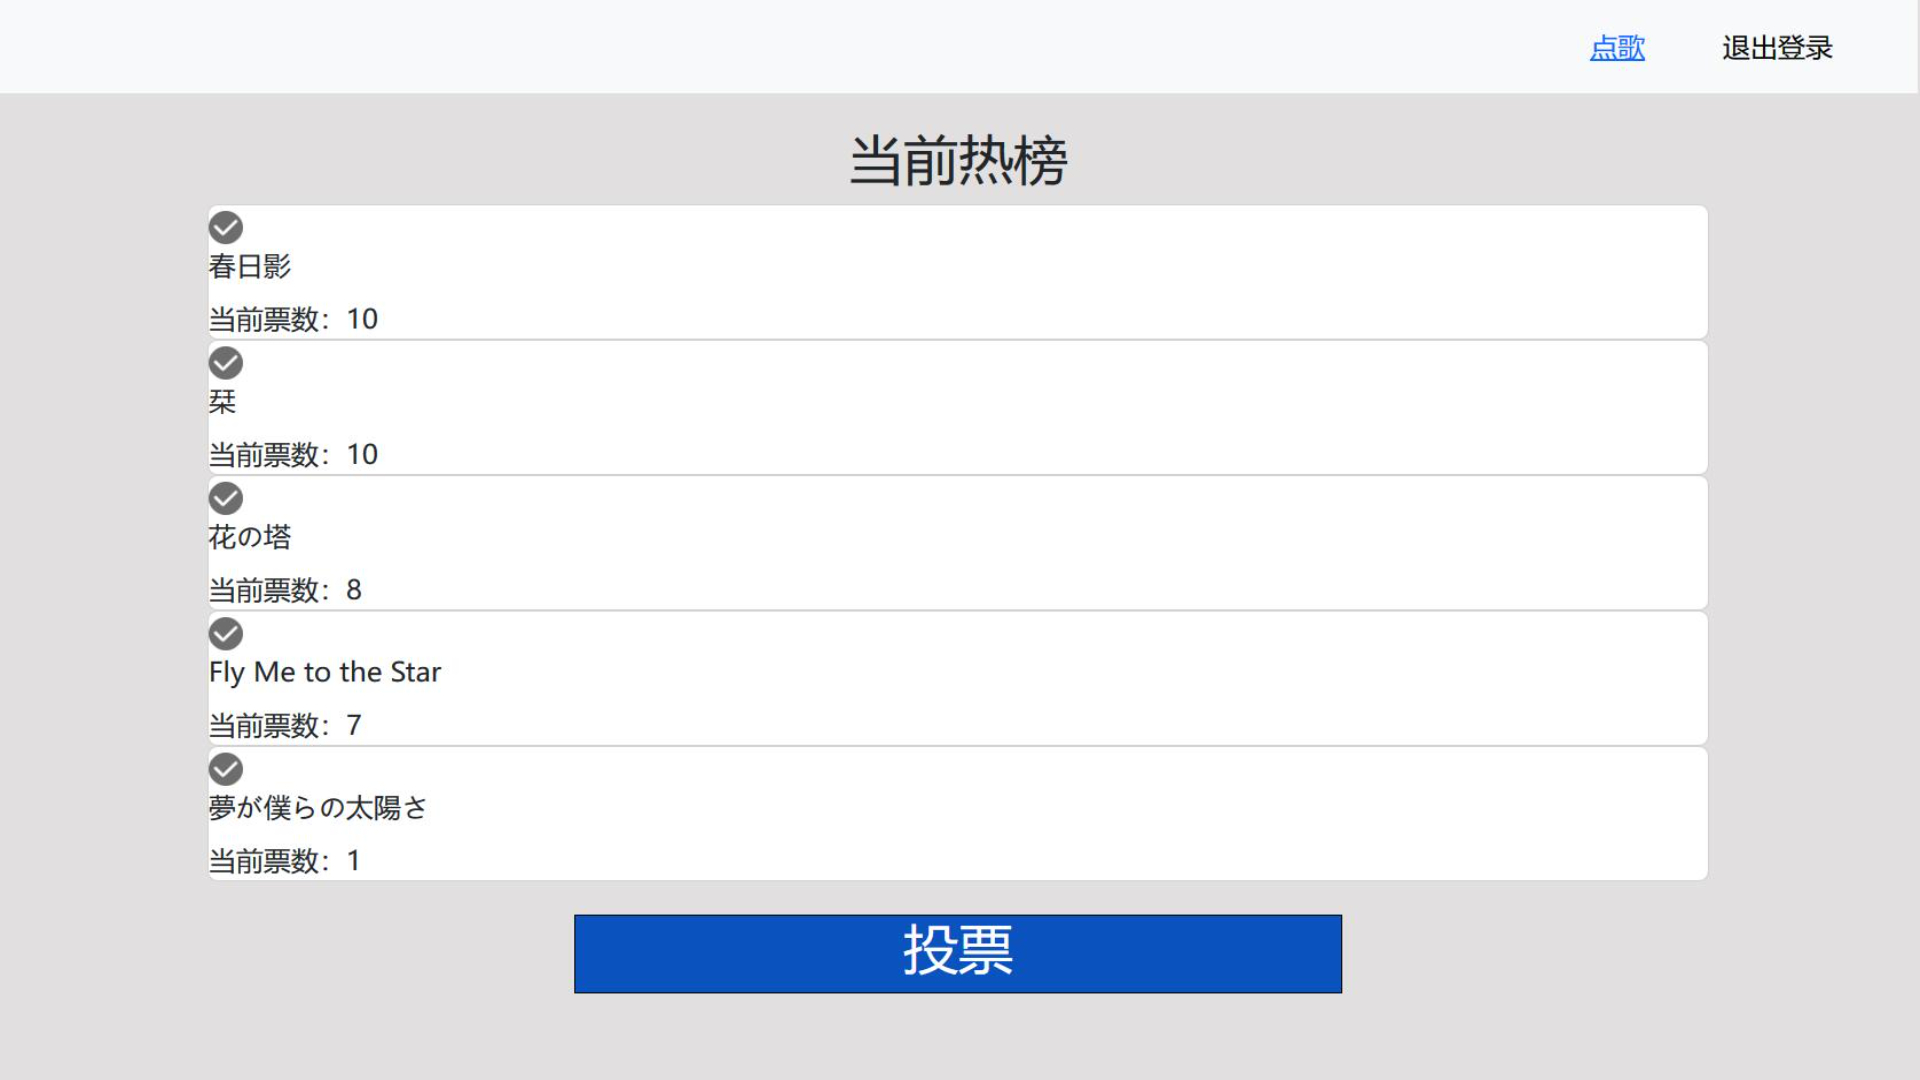 点歌 退出登录
当前热榜
春日影
当前票数：10
栞
当前票数：10
花の塔
当前票数：8
Fly Me to the Star
当前票数：7
夢が僕らの太陽さ
当前票数：1
投票